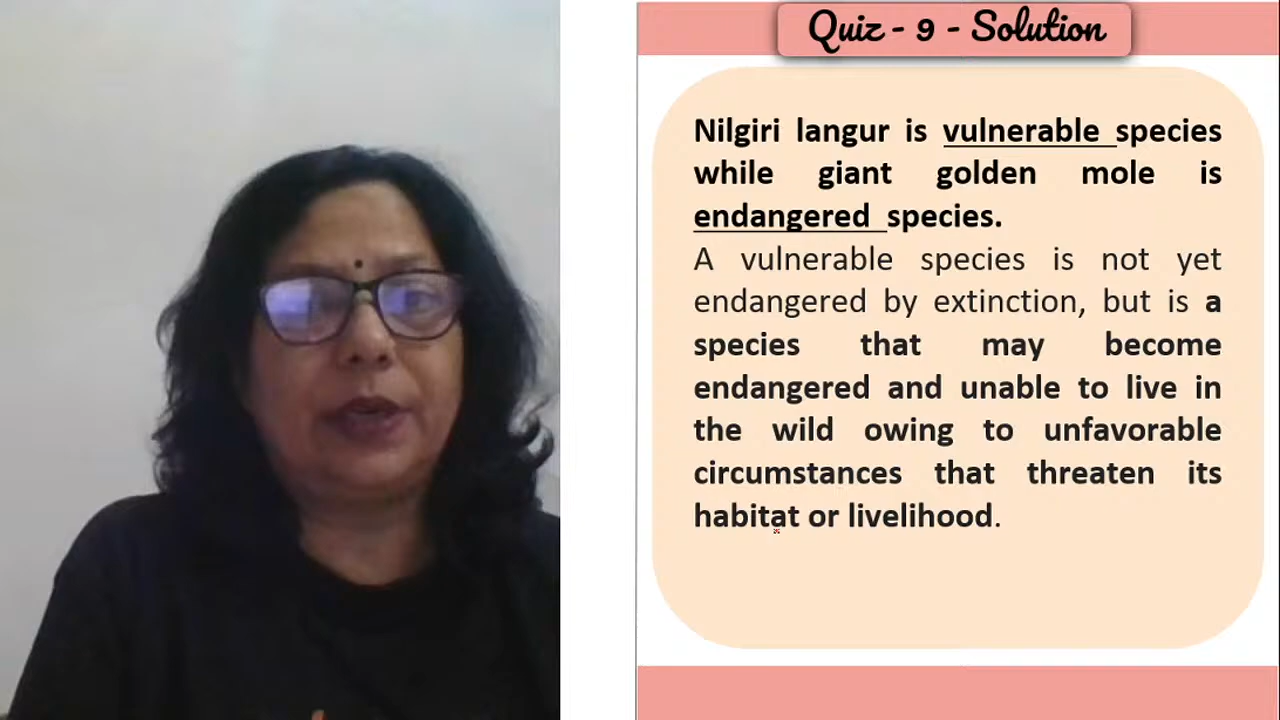 Quiz - 9 - Solution
Nilgiri langur is vulnerable species
while giant golden mole is
endangered species.
A vulnerable species is not yet
endangered by extinction, but is a
species that may become
endangered and unable to live in
the wild owing to unfavorable
circumstances that threaten its
habitat or livelihood.